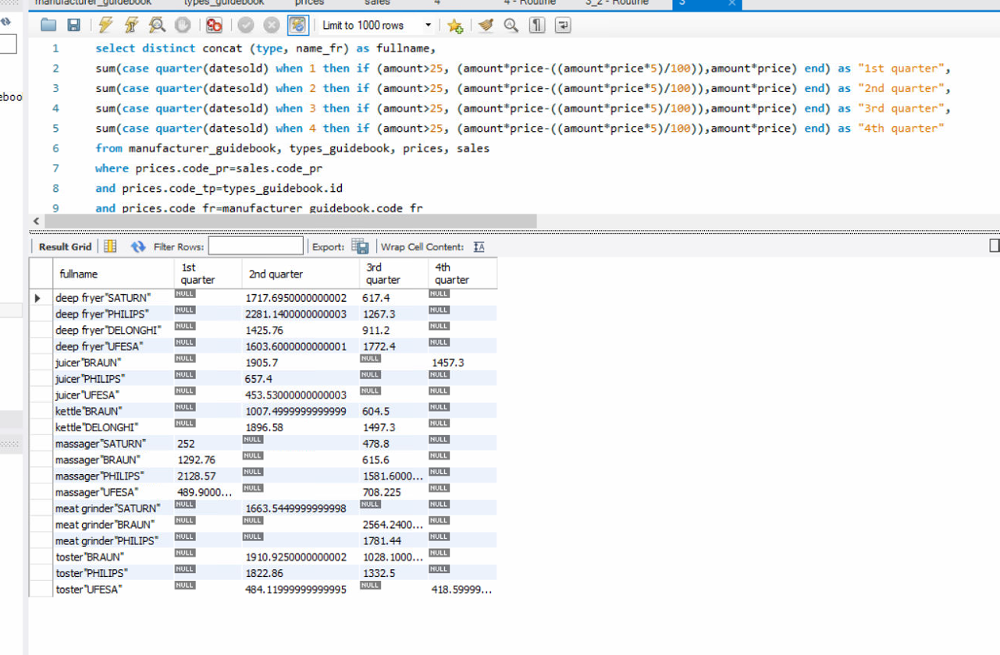 manufacturer_guidebook types_guidebook prices sales 4 4 - Routine 3_2 - Routine 3
Limit to 1000 rows
1 select distinct concat (type, name_fr) as fullname,
2 sum(case quarter(datesold) when 1 then if (amount>25, (amount*price-((amount*price*5)/100)),amount*price) end) as "1st quarter",
3 sum(case quarter(datesold) when 2 then if (amount>25, (amount*price-((amount*price*5)/100)),amount*price) end) as "2nd quarter",
4 sum(case quarter(datesold) when 3 then if (amount>25, (amount*price-((amount*price*5)/100)),amount*price) end) as "3rd quarter",
5 sum(case quarter(datesold) when 4 then if (amount>25, (amount*price-((amount*price*5)/100)),amount*price) end) as "4th quarter"
6 from manufacturer_guidebook, types_guidebook, prices, sales
7 where prices.code_pr=sales.code_pr
8 and prices.code_tp=types_guidebook.id
9 and prices.code_fr=manufacturer_guidebook.code_fr
eboo
Result Grid Filter Rows: Export: Wrap Cell Content:
fullname 1st quarter 2nd quarter 3rd quarter 4th quarter
deep fryer"SATURN" NULL 1717.6950000000002 617.4 NULL
deep fryer"PHILIPS" NULL 2281.1400000000003 1267.3 NULL
deep fryer"DELONGHI" NULL 1425.76 911.2 NULL
deep fryer"UFESA" NULL 1603.6000000000001 1772.4 NULL
juicer"BRAUN" NULL 1905.7 NULL 1457.3
juicer"PHILIPS" NULL 657.4 NULL NULL
juicer"UFESA" NULL 453.53000000000003 NULL NULL
kettle"BRAUN" NULL 1007.4999999999999 604.5 NULL
kettle"DELONGHI" NULL 1896.58 1497.3 NULL
massager"SATURN" 252 NULL 478.8 NULL
massager"BRAUN" 1292.76 NULL 615.6 NULL
massager"PHILIPS" 2128.57 NULL 1581.6000... NULL
massager"UFESA" 489.9000... NULL 708.225 NULL
meat grinder"SATURN" NULL 1663.5449999999998 NULL NULL
meat grinder"BRAUN" NULL NULL 2564.2400... NULL
meat grinder"PHILIPS" NULL NULL 1781.44 NULL
toster"BRAUN" NULL 1910.9250000000002 1028.1000... NULL
toster"PHILIPS" NULL 1822.86 1332.5 NULL
toster"UFESA" NULL 484.11999999999995 NULL 418.59999...